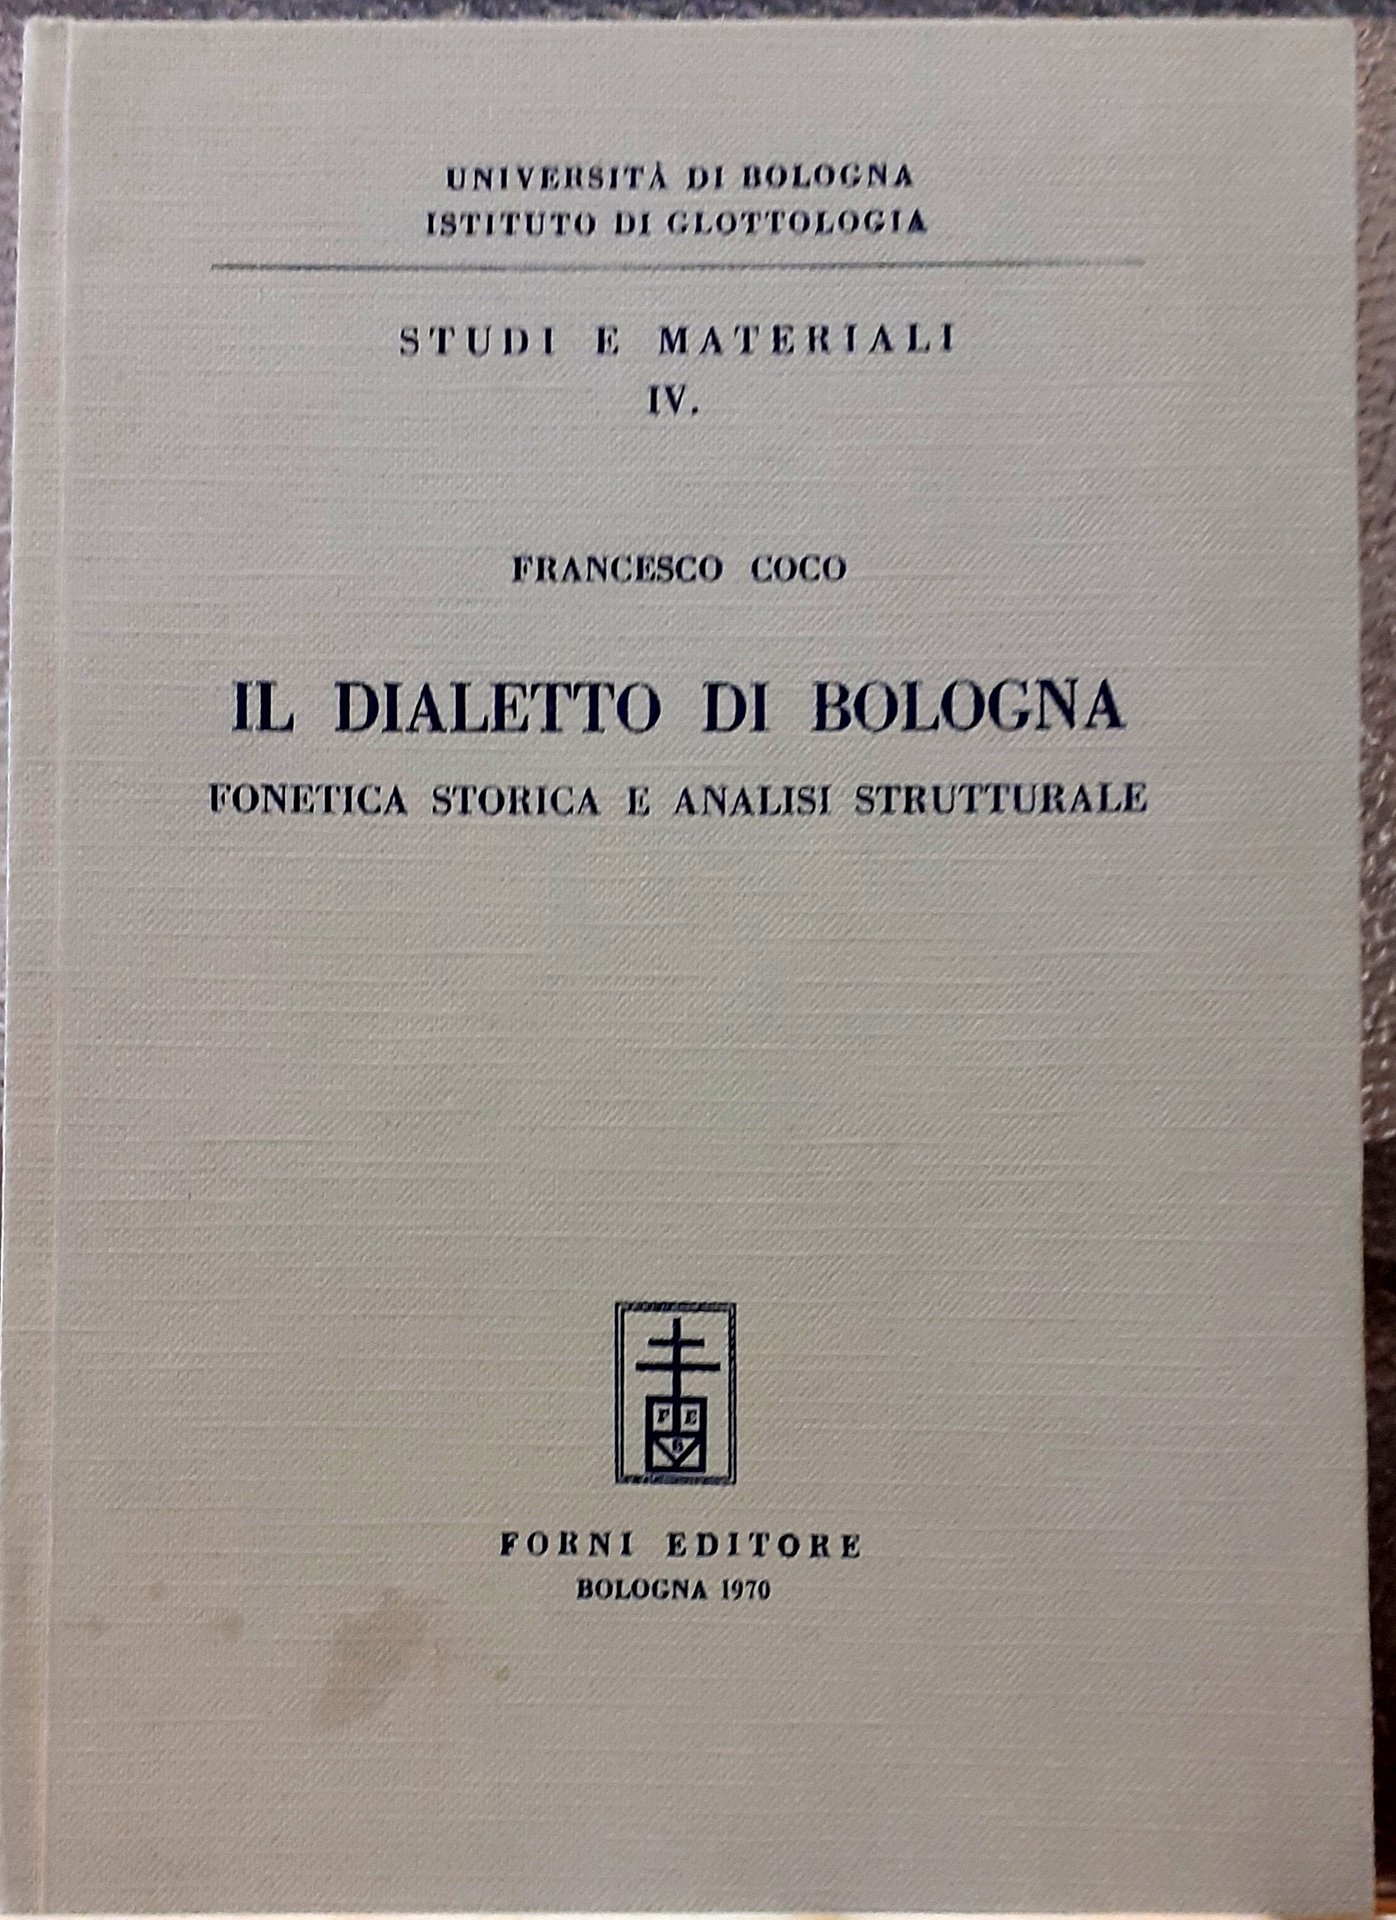 UNIVERSITÀ DI BOLOGNA
ISTITUTO DI GLOTTOLOGIA
STUDI E MATERIALI
IV.
FRANCESCO COCO
IL DIALETTO DI BOLOGNA
FONETICA STORICA E ANALISI STRUTTURALE
F E
B
FORNI EDITORE
BOLOGNA 1970